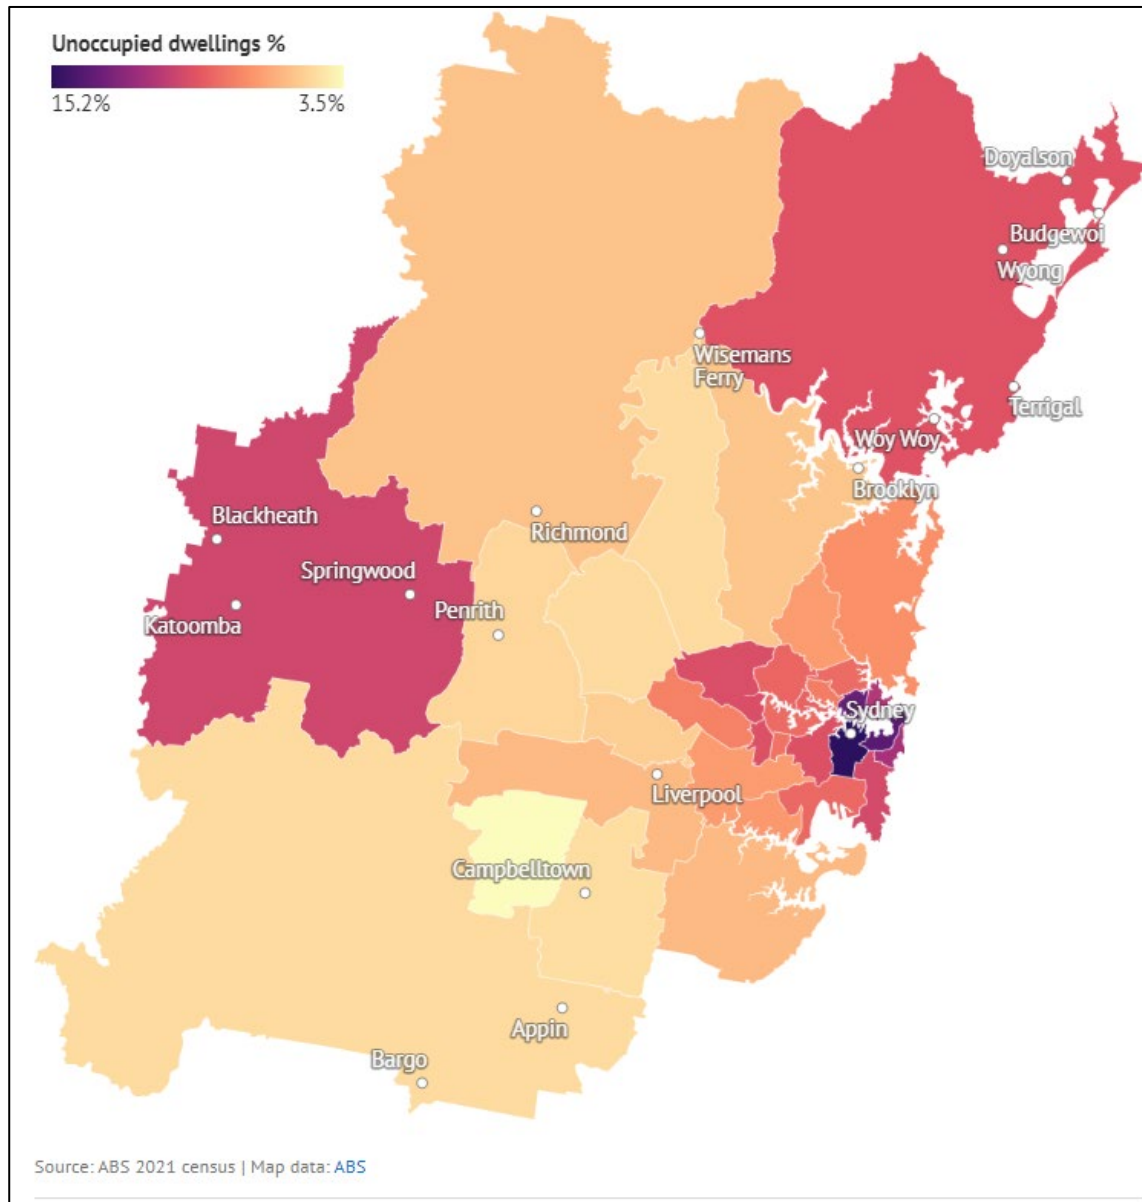 Unoccupied dwellings %
15.2%
3.5%
Doyalson
Budgewoi
Wyong
Wisemans
Ferry
Terrigal
Woy Woy
Brooklyn
Blackheath
Richmond
Springwood
Penrith
Katoomba
Sydney
Liverpool
Campbelltown
Appin
Bargo
Source: ABS 2021 census | Map data: ABS